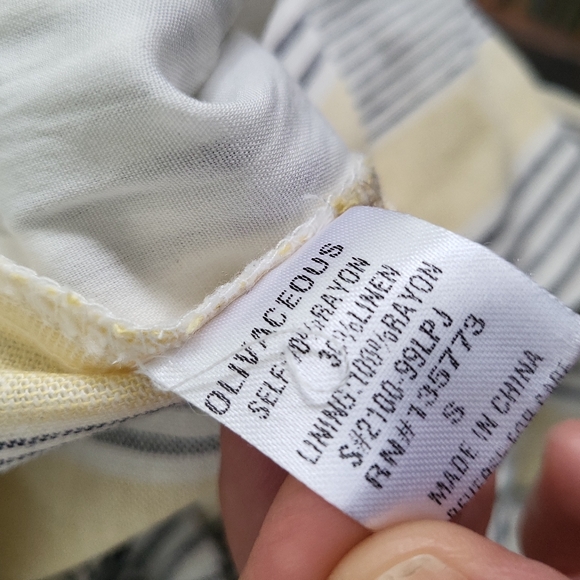 OLIVACEOUS
SELF: 70%RAYON
30%LINEN
LINING:100%RAYON
S#2100-99LPJ
RN#135773
S
MADE IN CHINA